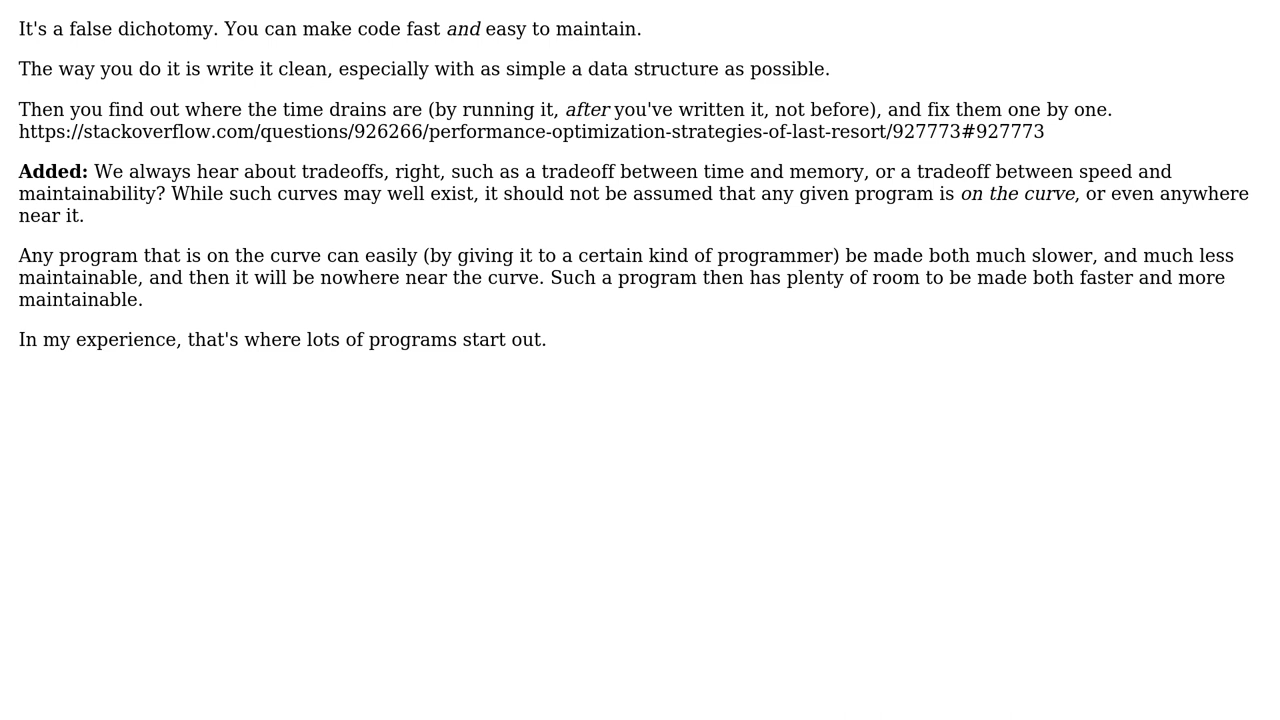 It's a false dichotomy. You can make code fast and easy to maintain.
The way you do it is write it clean, especially with as simple a data structure as possible.
Then you find out where the time drains are (by running it, after you've written it, not before), and fix them one by one.
https://stackoverflow.com/questions/926266/performance-optimization-strategies-of-last-resort/927773#927773
Added: We always hear about tradeoffs, right, such as a tradeoff between time and memory, or a tradeoff between speed and
maintainability? While such curves may well exist, it should not be assumed that any given program is on the curve, or even anywhere
near it.
Any program that is on the curve can easily (by giving it to a certain kind of programmer) be made both much slower, and much less
maintainable, and then it will be nowhere near the curve. Such a program then has plenty of room to be made both faster and more
maintainable.
In my experience, that's where lots of programs start out.